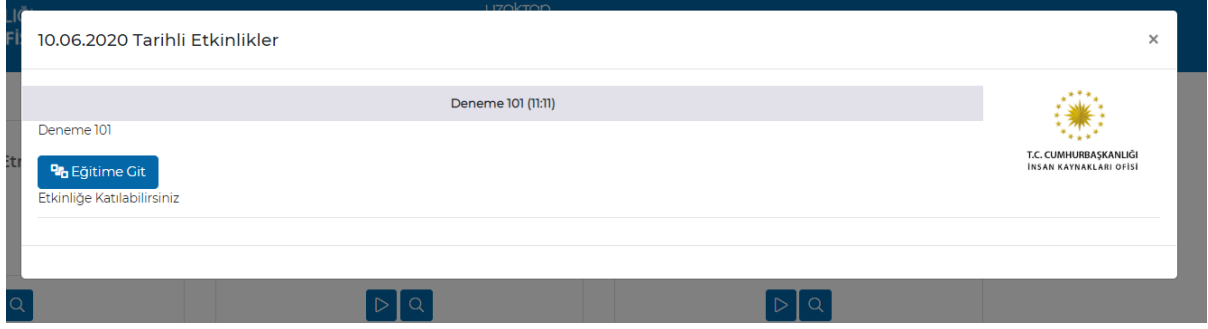 10.06.2020 Tarihli Etkinlikler
×
Deneme 101 (11:11)
Deneme 101
Eğitime Git
Etkinliğe Katılabilirsiniz
T.C. CUMHURBAŞKANLIĞI
İNSAN KAYNAKLARI OFİSİ